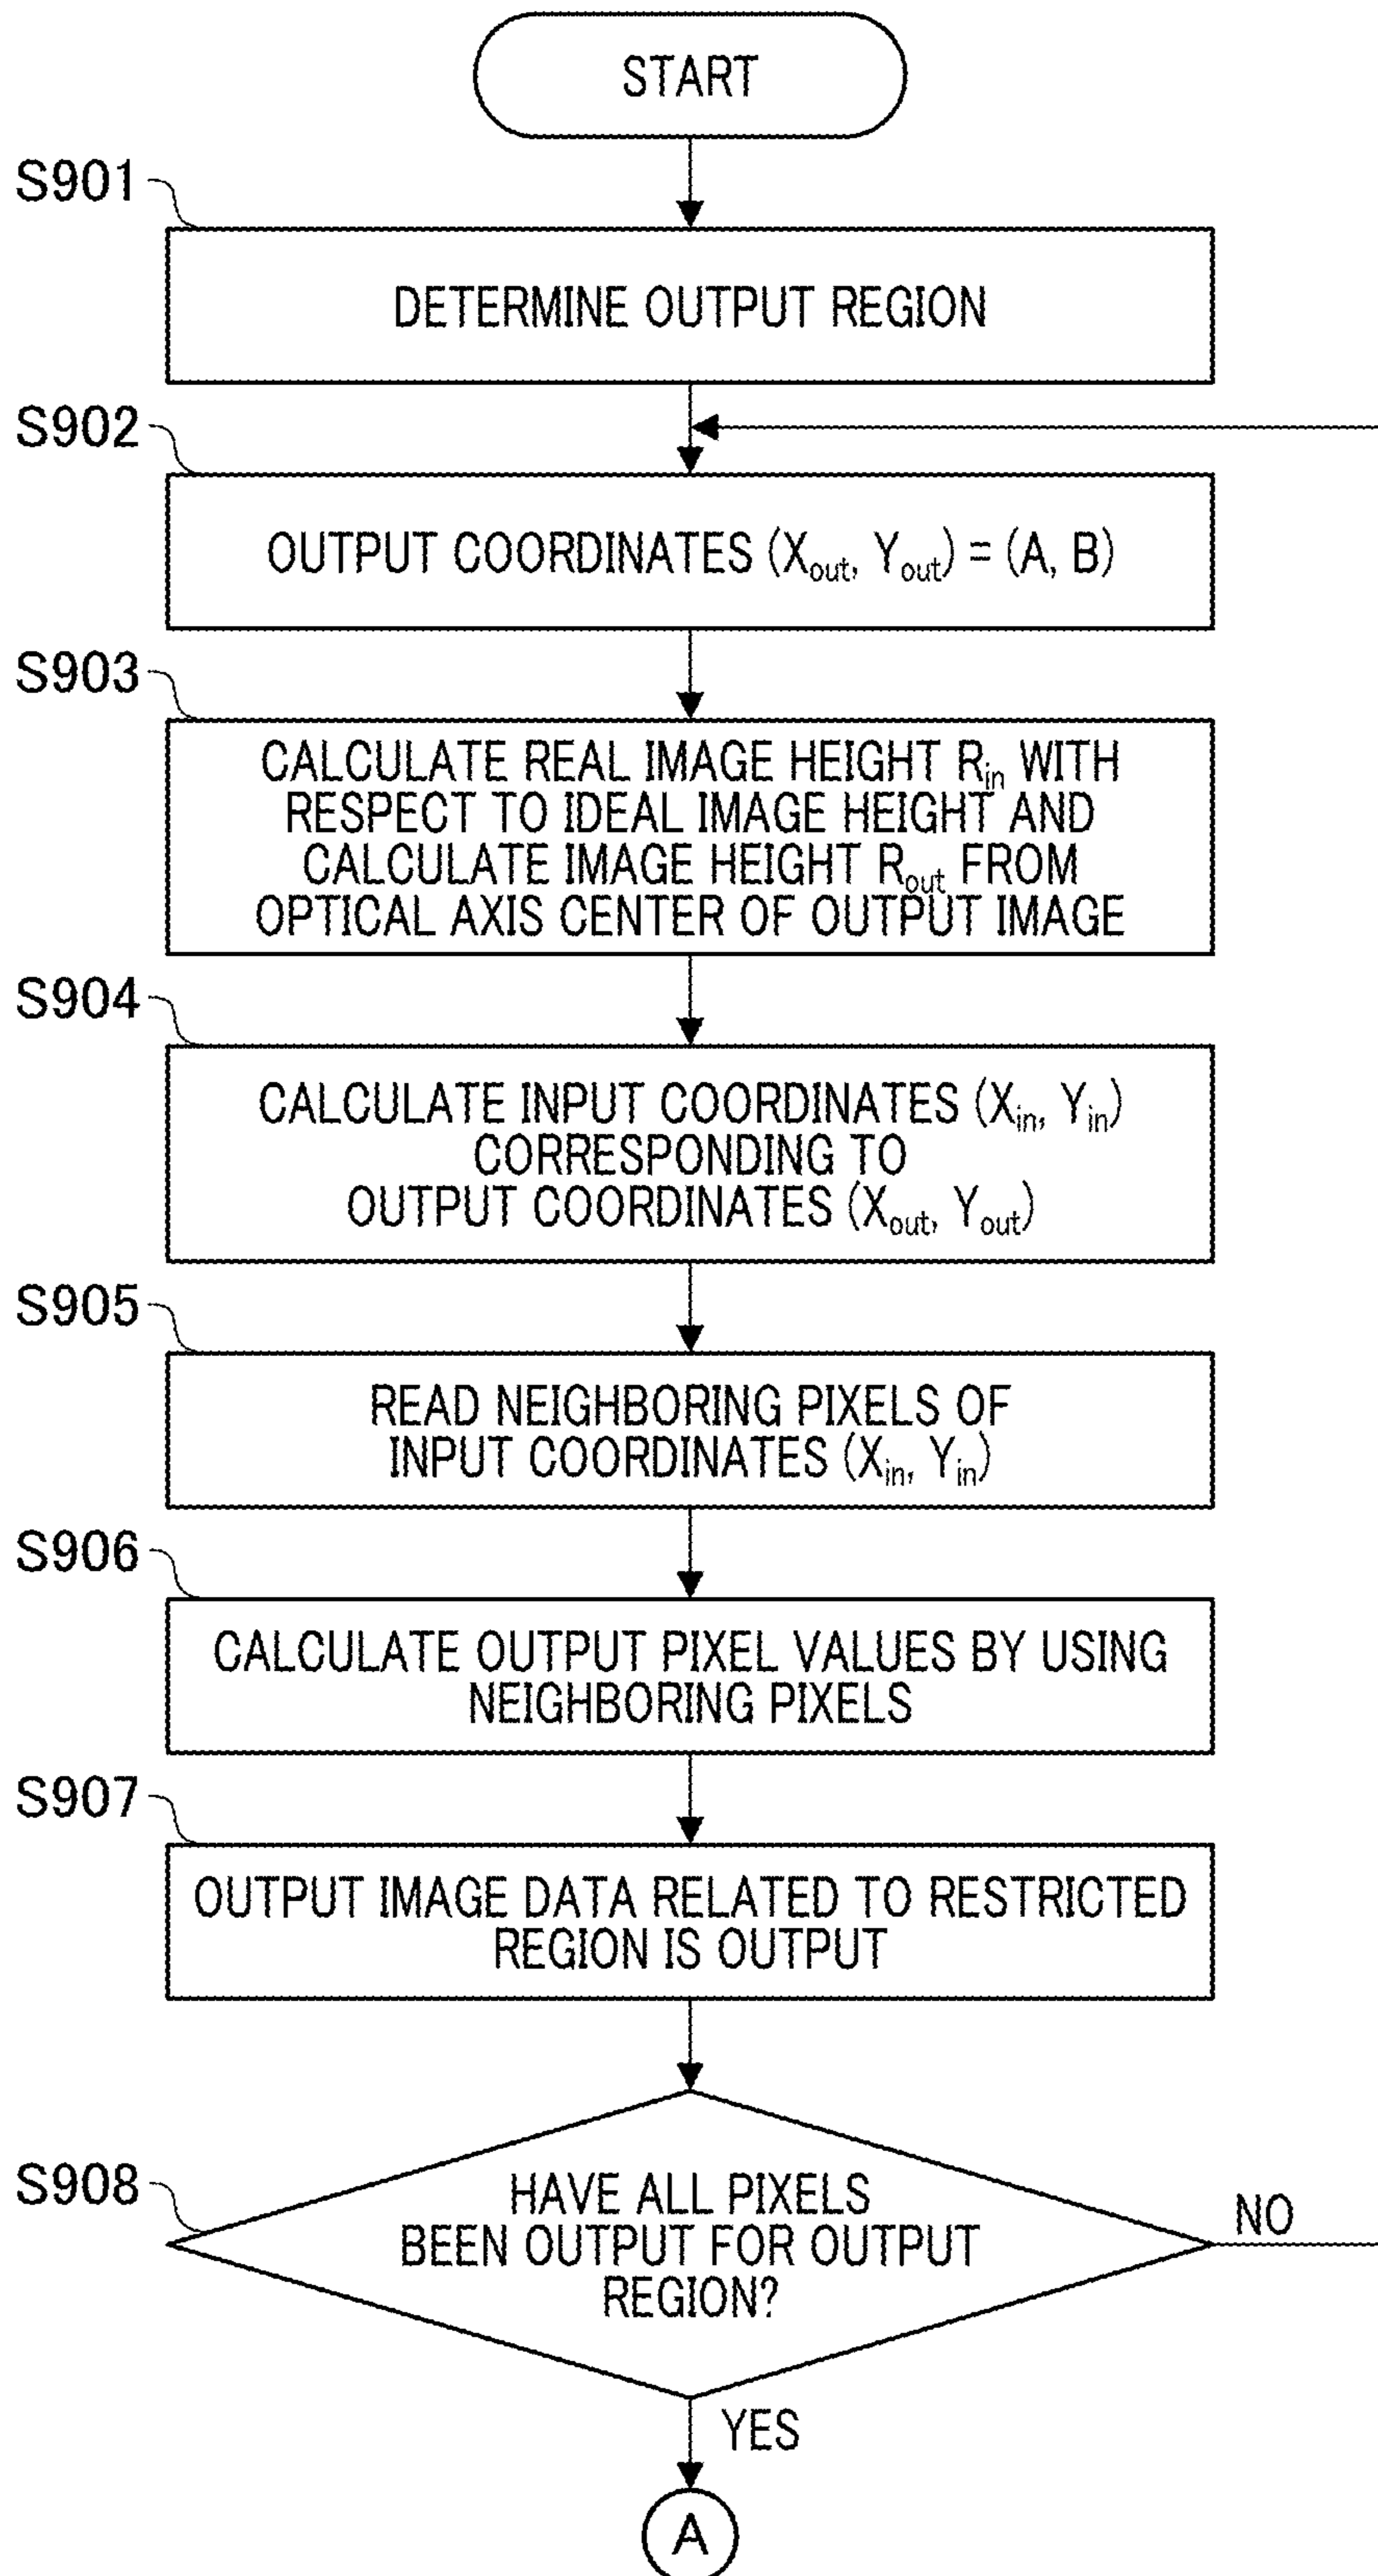 START
S901
DETERMINE OUTPUT REGION
S902
OUTPUT COORDINATES (Xout, Yout) = (A, B)
S903
CALCULATE REAL IMAGE HEIGHT Rin WITH
RESPECT TO IDEAL IMAGE HEIGHT AND
CALCULATE IMAGE HEIGHT Rout FROM
OPTICAL AXIS CENTER OF OUTPUT IMAGE
S904
CALCULATE INPUT COORDINATES (Xin, Yin)
CORRESPONDING TO
OUTPUT COORDINATES (Xout, Yout)
S905
READ NEIGHBORING PIXELS OF
INPUT COORDINATES (Xin, Yin)
S906
CALCULATE OUTPUT PIXEL VALUES BY USING
NEIGHBORING PIXELS
S907
OUTPUT IMAGE DATA RELATED TO RESTRICTED
REGION IS OUTPUT
S908
HAVE ALL PIXELS
BEEN OUTPUT FOR OUTPUT
REGION?
NO
YES
A